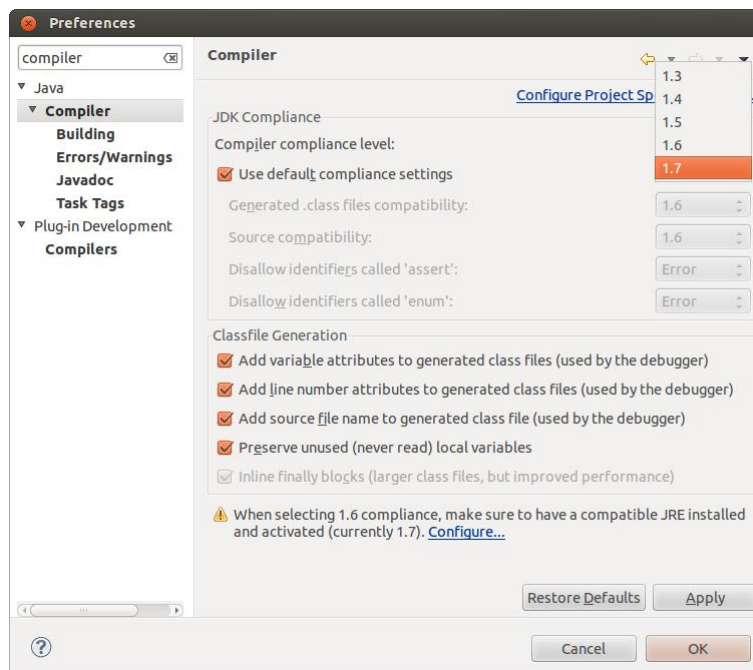 Preferences
compiler
Java
Compiler
Building
Errors/Warnings
Javadoc
Task Tags
Plug-in Development
Compilers
Compiler
Configure Project Sp
JDK Compliance
Compiler compliance level:
1.3
1.4
1.5
1.6
1.7
Use default compliance settings
Generated .class files compatibility: 1.6
Source compatibility: 1.6
Disallow identifiers called 'assert': Error
Disallow identifiers called 'enum': Error
Classfile Generation
Add variable attributes to generated class files (used by the debugger)
Add line number attributes to generated class files (used by the debugger)
Add source file name to generated class file (used by the debugger)
Preserve unused (never read) local variables
Inline finally blocks (larger class files, but improved performance)
When selecting 1.6 compliance, make sure to have a compatible JRE installed
and activated (currently 1.7). Configure...
Restore Defaults Apply
Cancel OK